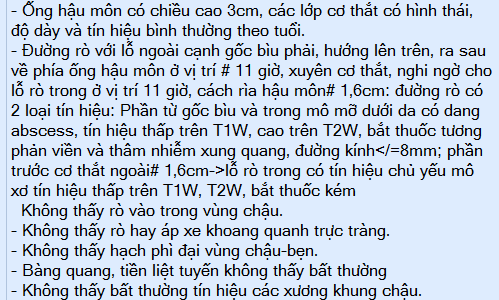 - Ống hậu môn có chiều cao 3cm, các lớp cơ thắt có hình thái,
độ dày và tín hiệu bình thường theo tuổi.
- Đường rò với lỗ ngoài cạnh gốc bìu phải, hướng lên trên, ra sau
về phía ống hậu môn ở vị trí # 11 giờ, xuyên cơ thắt, nghi ngờ cho
lỗ rò trong ở vị trí 11 giờ, cách rìa hậu môn# 1,6cm: đường rò có
2 loại tín hiệu: Phần từ gốc bìu và trong mô mỡ dưới da có dang
abscess, tín hiệu thấp trên T1W, cao trên T2W, bắt thuốc tương
phản viền và thâm nhiễm xung quang, đường kính</=8mm; phần
trước cơ thắt ngoài# 1,6cm->lỗ rò trong có tín hiệu chủ yếu mô
xơ tín hiệu thấp trên T1W, T2W, bắt thuốc kém
Không thấy rò vào trong vùng chậu.
- Không thấy rò hay áp xe khoang quanh trực tràng.
- Không thấy hạch phì đại vùng chậu-bẹn.
- Bàng quang, tiền liệt tuyến không thấy bất thường
- Không thấy bất thường tín hiệu các xương khung chậu.